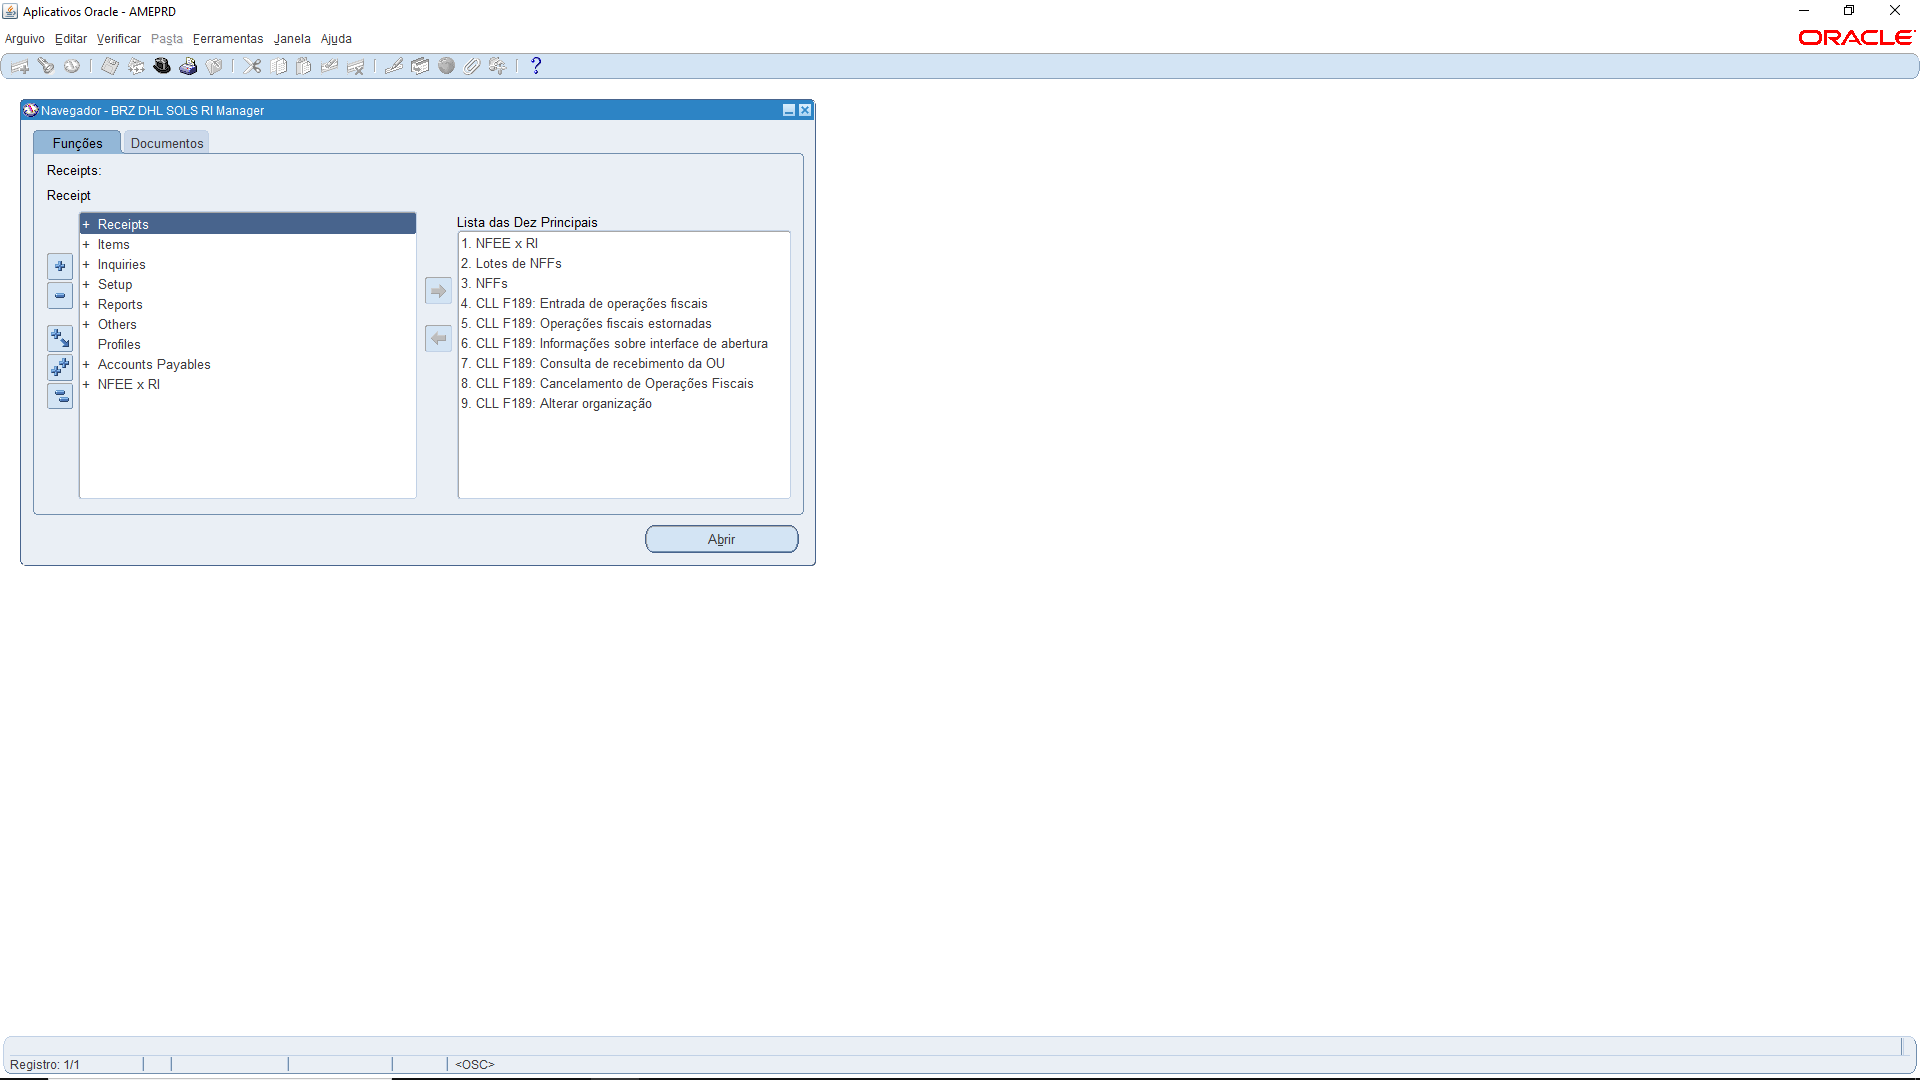 Aplicativos Oracle - AMEPRD
Arquivo Editar Verificar Pasta Ferramentas Janela Ajuda
ORACLE
Navegador - BRZ DHL SOLS RI Manager
Funções Documentos
Receipts:
Receipt
+ Receipts
+ Items
+ Inquiries
+ Setup
+ Reports
+ Others
Profiles
+ Accounts Payables
+ NFEE x RI
Lista das Dez Principais
1. NFEE x RI
2. Lotes de NFFs
3. NFFs
4. CLL F189: Entrada de operações fiscais
5. CLL F189: Operações fiscais estornadas
6. CLL F189: Informações sobre interface de abertura
7. CLL F189: Consulta de recebimento da OU
8. CLL F189: Cancelamento de Operações Fiscais
9. CLL F189: Alterar organização
Abrir
Registro: 1/1 <OSC>